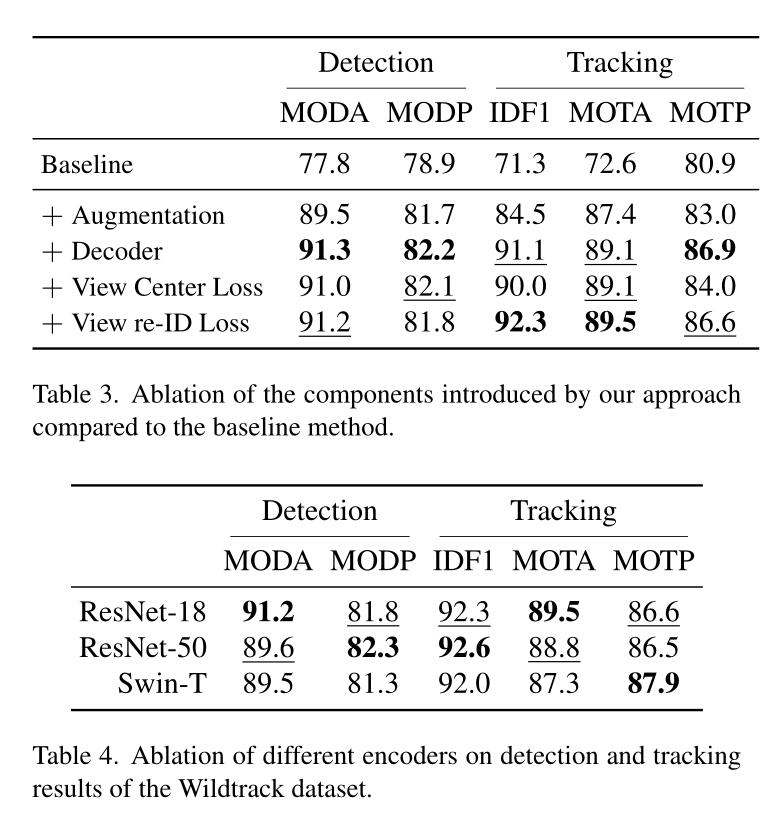 Detection Tracking
MODA MODP IDF1 MOTA MOTP
Baseline 77.8 78.9 71.3 72.6 80.9
+ Augmentation 89.5 81.7 84.5 87.4 83.0
+ Decoder 91.3 82.2 91.1 89.1 86.9
+ View Center Loss 91.0 82.1 90.0 89.1 84.0
+ View re-ID Loss 91.2 81.8 92.3 89.5 86.6
Table 3. Ablation of the components introduced by our approach
compared to the baseline method.
Detection Tracking
MODA MODP IDF1 MOTA MOTP
ResNet-18 91.2 81.8 92.3 89.5 86.6
ResNet-50 89.6 82.3 92.6 88.8 86.5
Swin-T 89.5 81.3 92.0 87.3 87.9
Table 4. Ablation of different encoders on detection and tracking
results of the Wildtrack dataset.